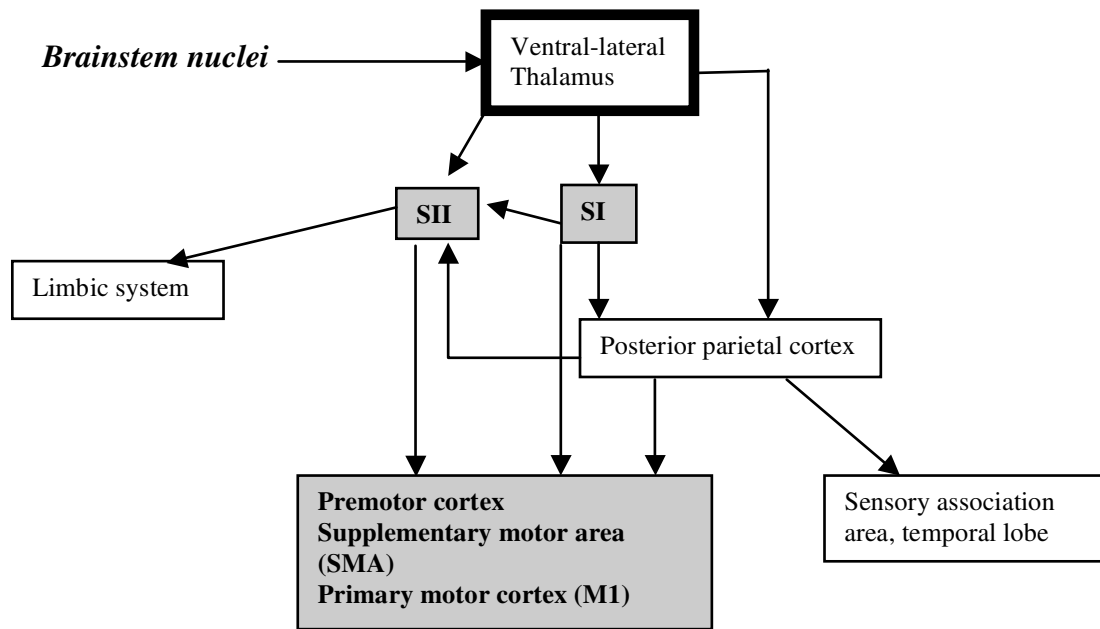 Brainstem nuclei
Ventral-lateral
Thalamus
SII
SI
Limbic system
Posterior parietal cortex
Premotor cortex
Supplementary motor area
(SMA)
Primary motor cortex (M1)
Sensory association
area, temporal lobe